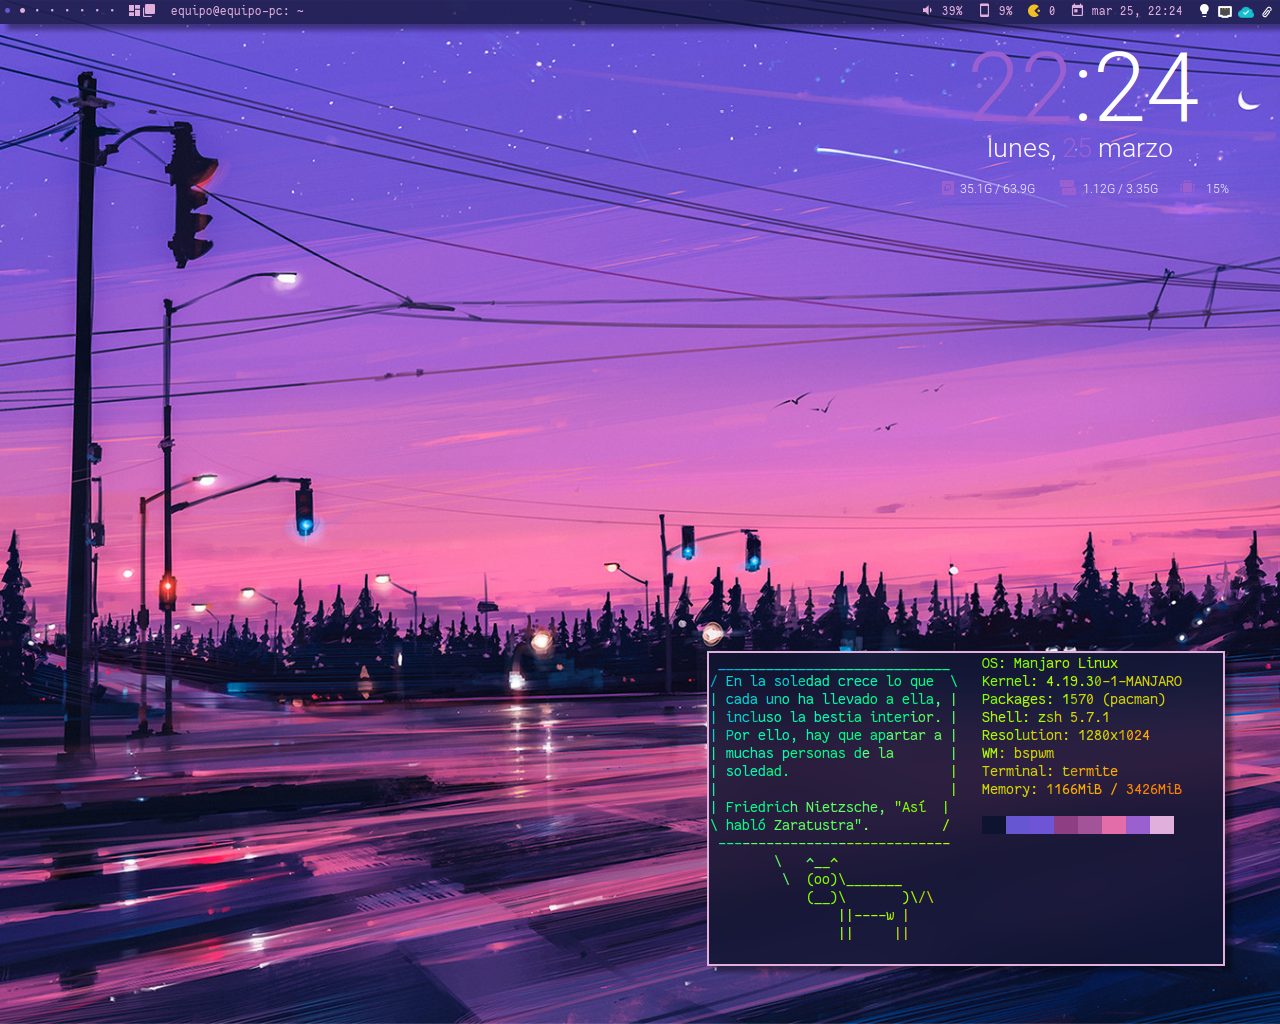 equipo@equipo-pc: ~
39% 9% 0 mar 25, 22:24
22:24
lunes, 25 marzo
35.1G / 63.9G 1.12G / 3.35G 15%
 _____________________________
/ En la soledad crece lo que  \
| cada uno ha llevado a ella, |
| incluso la bestia interior. |
| Por ello, hay que apartar a |
| muchas personas de la       |
| soledad.                    |
|                             |
| Friedrich Nietzsche, "Así  |
\ habló Zaratustra".         /
 -----------------------------
        \   ^__^
         \  (oo)\_______
            (__)\       )\/\
                ||----w |
                ||     ||
OS: Manjaro Linux
Kernel: 4.19.30-1-MANJARO
Packages: 1570 (pacman)
Shell: zsh 5.7.1
Resolution: 1280x1024
WM: bspwm
Terminal: termite
Memory: 1166MiB / 3426MiB